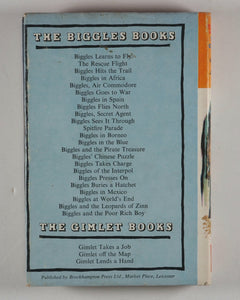 THE BIGGLES BOOKS
Biggles Learns to Fly
The Rescue Flight
Biggles Hits the Trail
Biggles in Africa
Biggles, Air Commodore
Biggles Goes to War
Biggles in Spain
Biggles Flies North
Biggles, Secret Agent
Biggles Sees It Through
Spitfire Parade
Biggles in Borneo
Biggles in the Blue
Biggles and the Pirate Treasure
Biggles' Chinese Puzzle
Biggles Takes Charge
Biggles of the Interpol
Biggles Presses On
Biggles Buries a Hatchet
Biggles in Mexico
Biggles at World's End
Biggles and the Leopards of Zinn
Biggles and the Poor Rich Boy
THE GIMLET BOOKS
Gimlet Takes a Job
Gimlet off the Map
Gimlet Lends a Hand
Published by Brockhampton Press Ltd., Market Place, Leicester